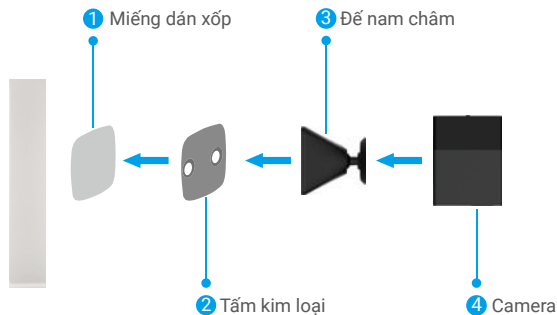 1 Miếng dán xốp
3 Đế nam châm
2 Tấm kim loại
4 Camera